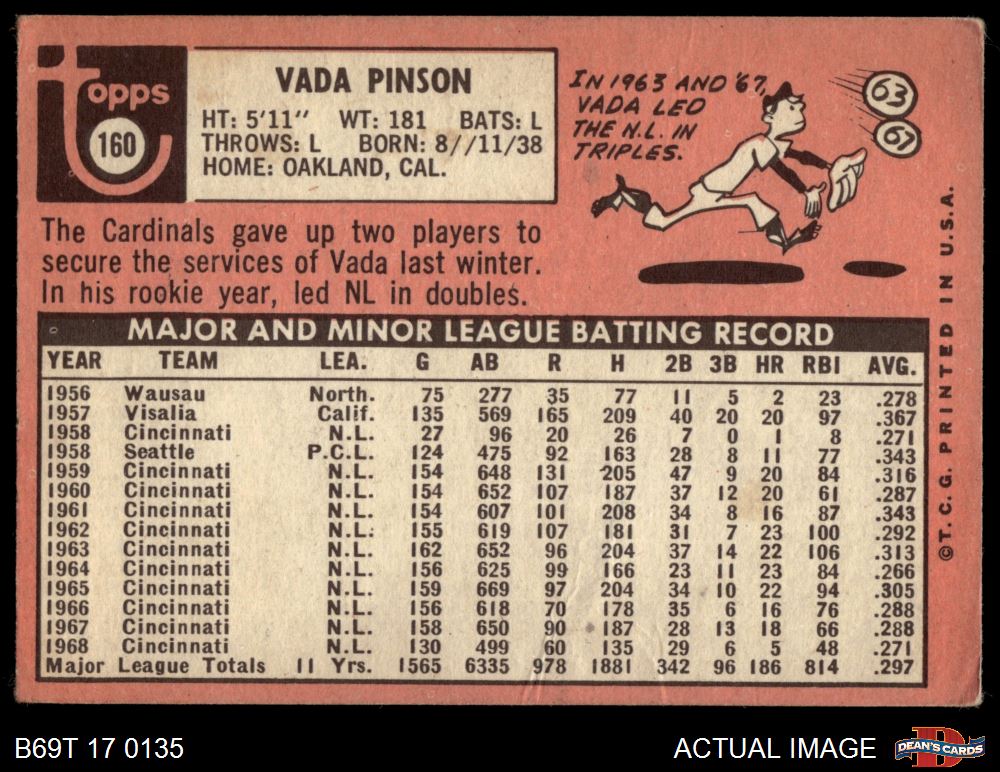 Topps
160
VADA PINSON
HT: 5'11" WT: 181 BATS: L
THROWS: L BORN: 8//11/38
HOME: OAKLAND, CAL.
IN 1963 AND '67,
VADA LED
THE N.L. IN
TRIPLES.
63
67
The Cardinals gave up two players to
secure the services of Vada last winter.
In his rookie year, led NL in doubles.
MAJOR AND MINOR LEAGUE BATTING RECORD
YEAR TEAM LEA. G AB R H 2B 3B HR RBI AVG.
1956 Wausau North. 75 277 35 77 11 5 2 23 .278
1957 Visalia Calif. 135 569 165 209 40 20 20 97 .367
1958 Cincinnati N.L. 27 96 20 26 7 0 1 8 .271
1958 Seattle P.C.L. 124 475 92 163 28 8 11 77 .343
1959 Cincinnati N.L. 154 648 131 205 47 9 20 84 .316
1960 Cincinnati N.L. 154 652 107 187 37 12 20 61 .287
1961 Cincinnati N.L. 154 607 101 208 34 8 16 87 .343
1962 Cincinnati N.L. 155 619 107 181 31 7 23 100 .292
1963 Cincinnati N.L. 162 652 96 204 37 14 22 106 .313
1964 Cincinnati N.L. 156 625 99 166 23 11 23 84 .266
1965 Cincinnati N.L. 159 669 97 204 34 10 22 94 .305
1966 Cincinnati N.L. 156 618 70 178 35 6 16 76 .288
1967 Cincinnati N.L. 158 650 90 187 28 13 18 66 .288
1968 Cincinnati N.L. 130 499 60 135 29 6 5 48 .271
Major League Totals 11 Yrs. 1565 6335 978 1881 342 96 186 814 .297
©T. C. G. PRINTED IN U.S.A.
B69T 17 0135
ACTUAL IMAGE
DEAN'S CARDS